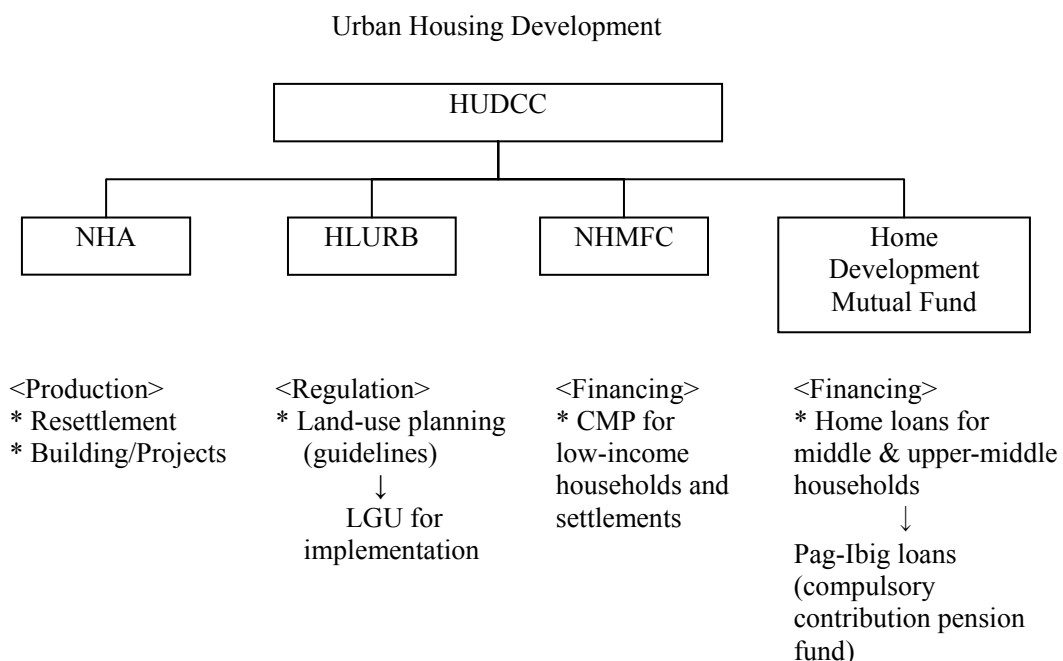 Urban Housing Development
HUDCC
NHA
HLURB
NHMFC
Home
Development
Mutual Fund
<Production>
* Resettlement
* Building/Projects
<Regulation>
* Land-use planning
(guidelines)
↓
LGU for
implementation
<Financing>
* CMP for
low-income
households and
settlements
<Financing>
* Home loans for
middle & upper-middle
households
↓
Pag-Ibig loans
(compulsory
contribution pension
fund)